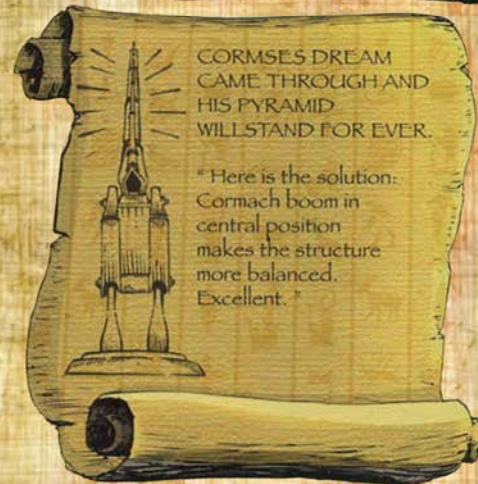 CORMSES DREAM
CAME THROUGH AND
HIS PYRAMID
WILLSTAND FOR EVER.
" Here is the solution:
Cormach boom in
central position
makes the structure
more balanced.
Excellent. "